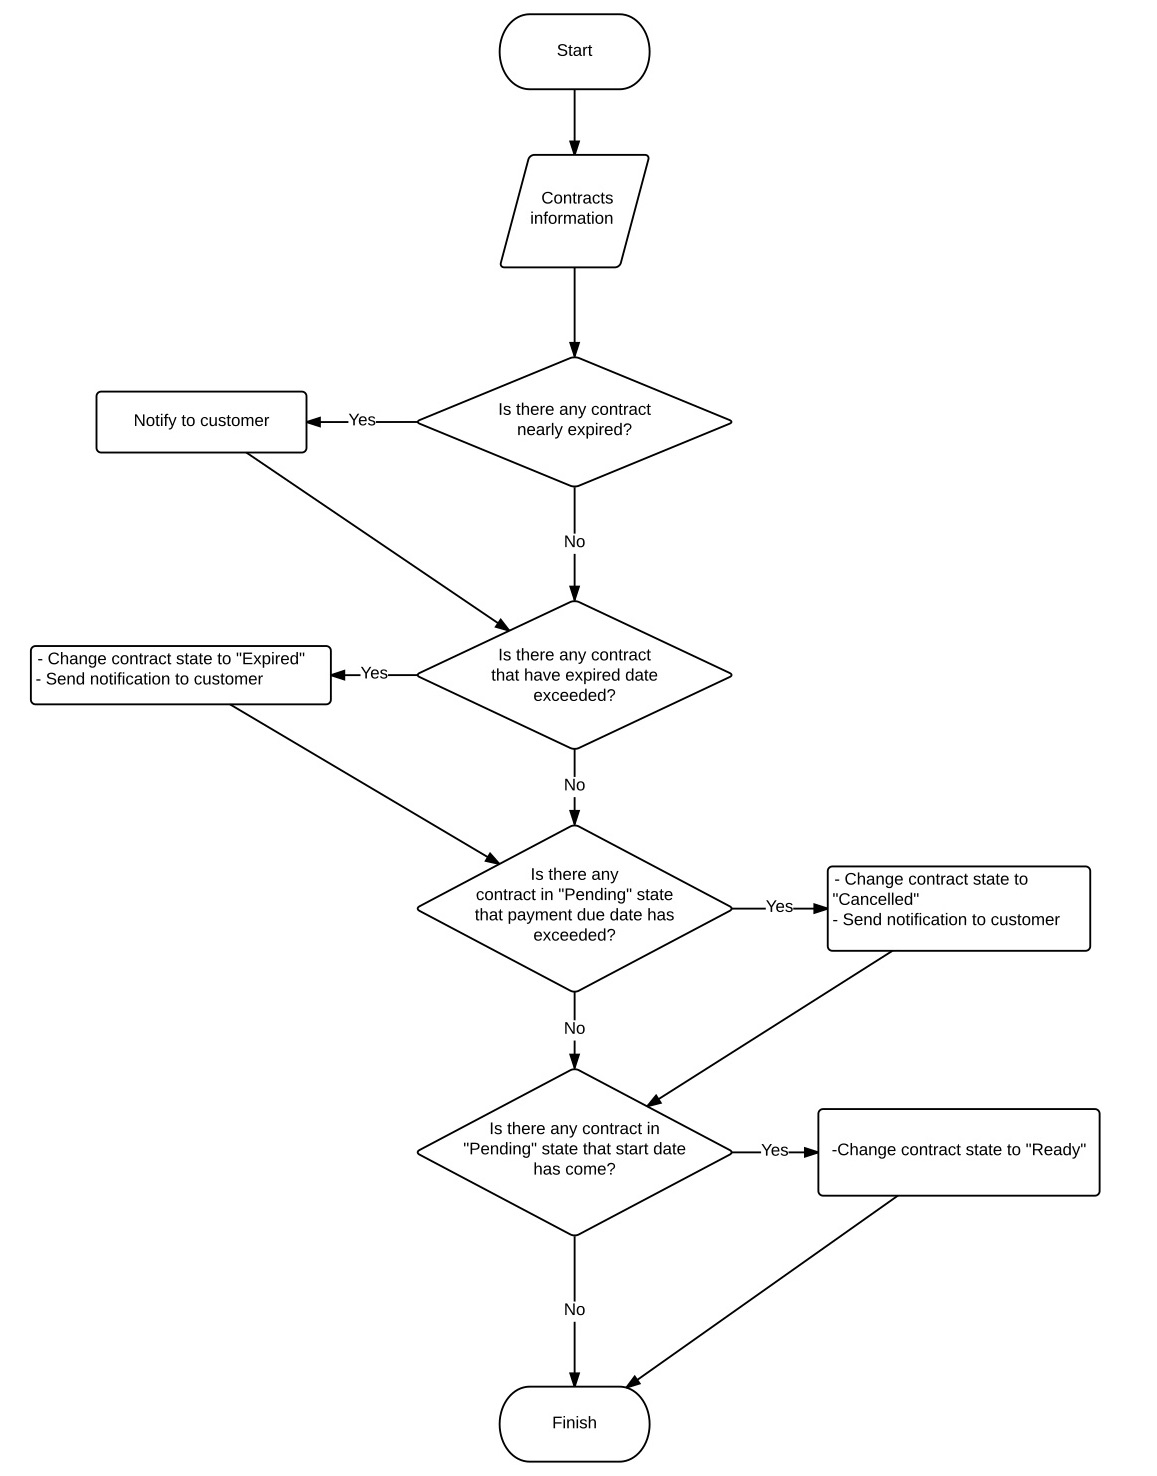 Start
Contracts
information
Is there any contract
nearly expired?
Yes
Notify to customer
No
Is there any contract
that have expired date
exceeded?
Yes
- Change contract state to "Expired"
- Send notification to customer
No
Is there any
contract in "Pending" state
that payment due date has
exceeded?
Yes
- Change contract state to
"Cancelled"
- Send notification to customer
No
Is there any contract in
"Pending" state that start date
has come?
Yes
-Change contract state to "Ready"
No
Finish